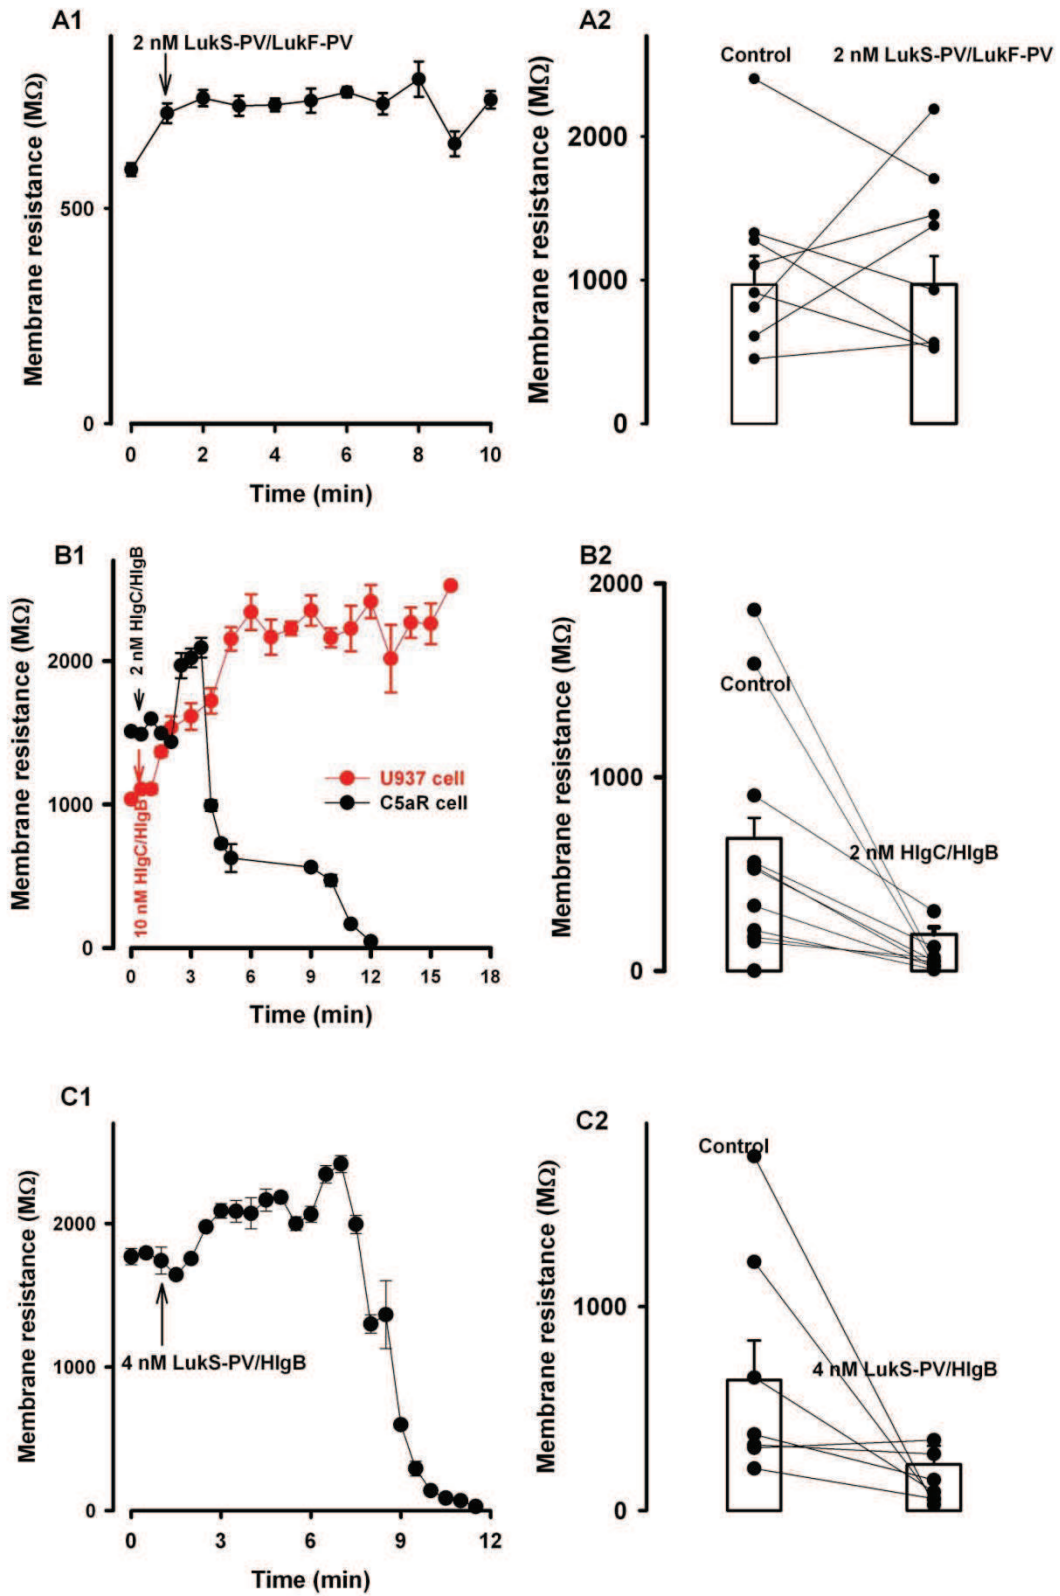 A1
2 nM LukS-PV/LukF-PV
Membrane resistance (MΩ)
500
0
0 2 4 6 8 10
Time (min)
A2
Control 2 nM LukS-PV/LukF-PV
Membrane resistance (MΩ)
2000
1000
0
B1
2 nM HlgC/HlgB
10 nM HlgC/HlgB
Membrane resistance (MΩ)
2000
1000
0
U937 cell
C5aR cell
0 3 6 9 12 15 18
Time (min)
B2
Control
2 nM HlgC/HlgB
Membrane resistance (MΩ)
2000
1000
0
C1
4 nM LukS-PV/HlgB
Membrane resistance (MΩ)
2000
1000
0
0 3 6 9 12
Time (min)
C2
Control
4 nM LukS-PV/HlgB
Membrane resistance (MΩ)
1000
0